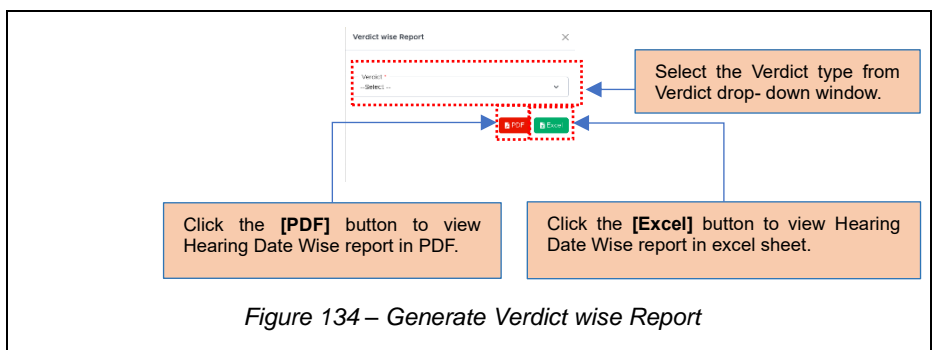 Verdict wise Report
Select the Verdict type from
Verdict drop- down window.
Verdict *
--Select --
PDF
Excel
Click the [PDF] button to view
Hearing Date Wise report in PDF.
Click the [Excel] button to view Hearing
Date Wise report in excel sheet.
Figure 134 – Generate Verdict wise Report